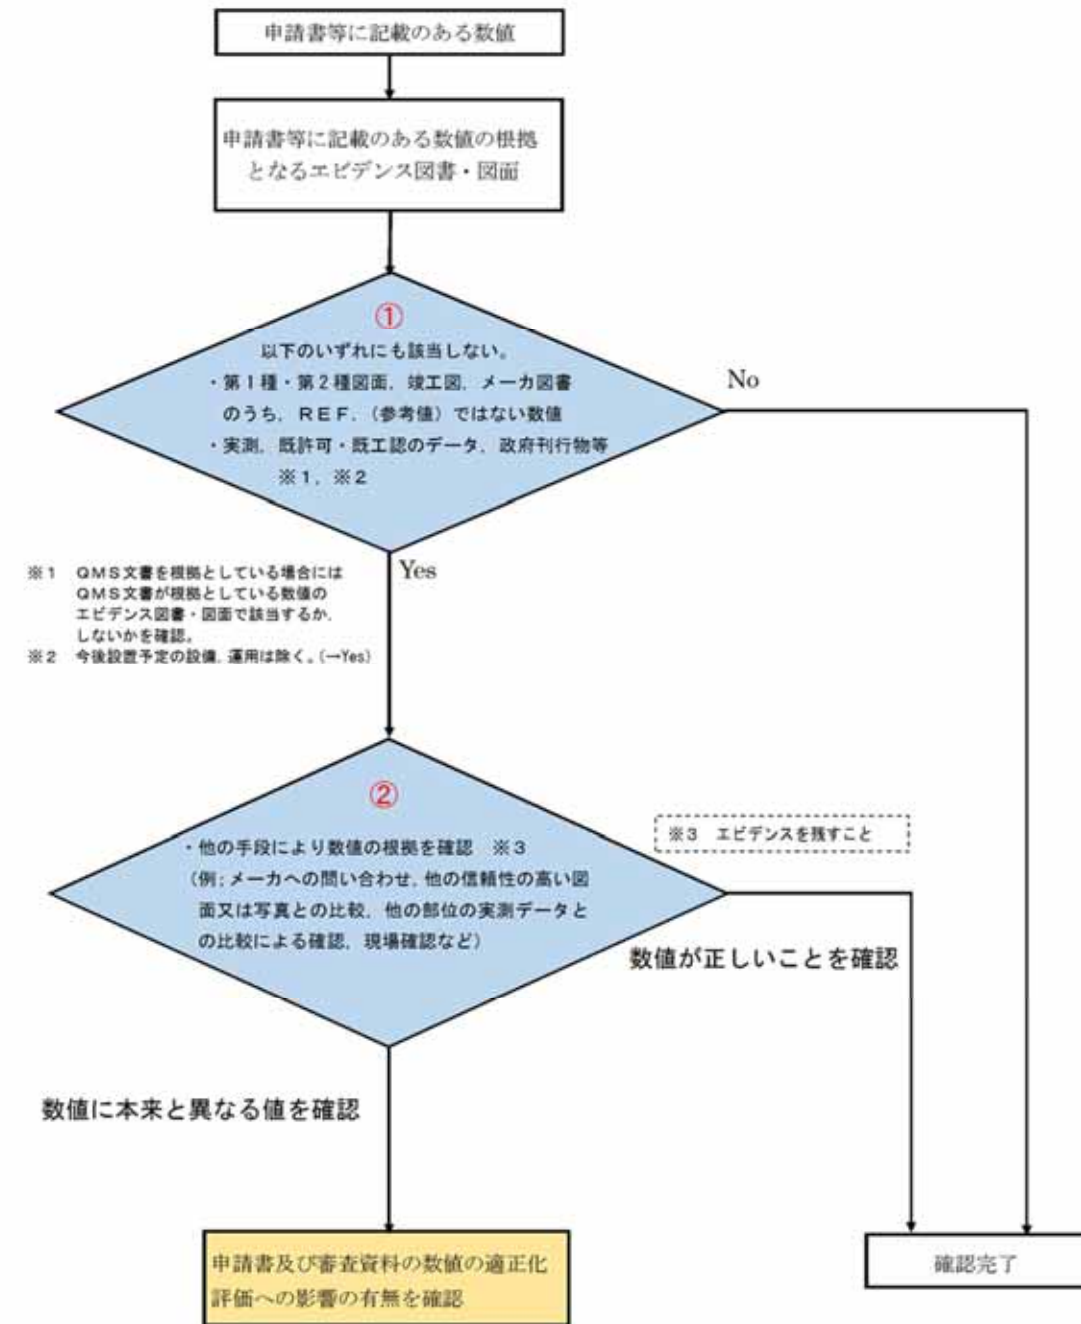 申請書等に記載のある数値
申請書等に記載のある数値の根拠
となるエビデンス図書・図面
①
以下のいずれにも該当しない。
・第1種・第2種図面，竣工図，メーカ図書
のうち，REF.（参考値）ではない数値
・実測，既許可・既工認のデータ，政府刊行物等
※1，※2
No
Yes
※1　QMS文書を根拠としている場合には
QMS文書が根拠としている数値の
エビデンス図書・図面で該当するか，
しないかを確認。
※2　今後設置予定の設備，運用は除く。（→Yes）
②
・他の手段により数値の根拠を確認　※3
（例：メーカへの問い合わせ，他の信頼性の高い図
面又は写真との比較，他の部位の実測データと
の比較による確認，現場確認など）
※3　エビデンスを残すこと
数値が正しいことを確認
数値に本来と異なる値を確認
申請書及び審査資料の数値の適正化
評価への影響の有無を確認
確認完了